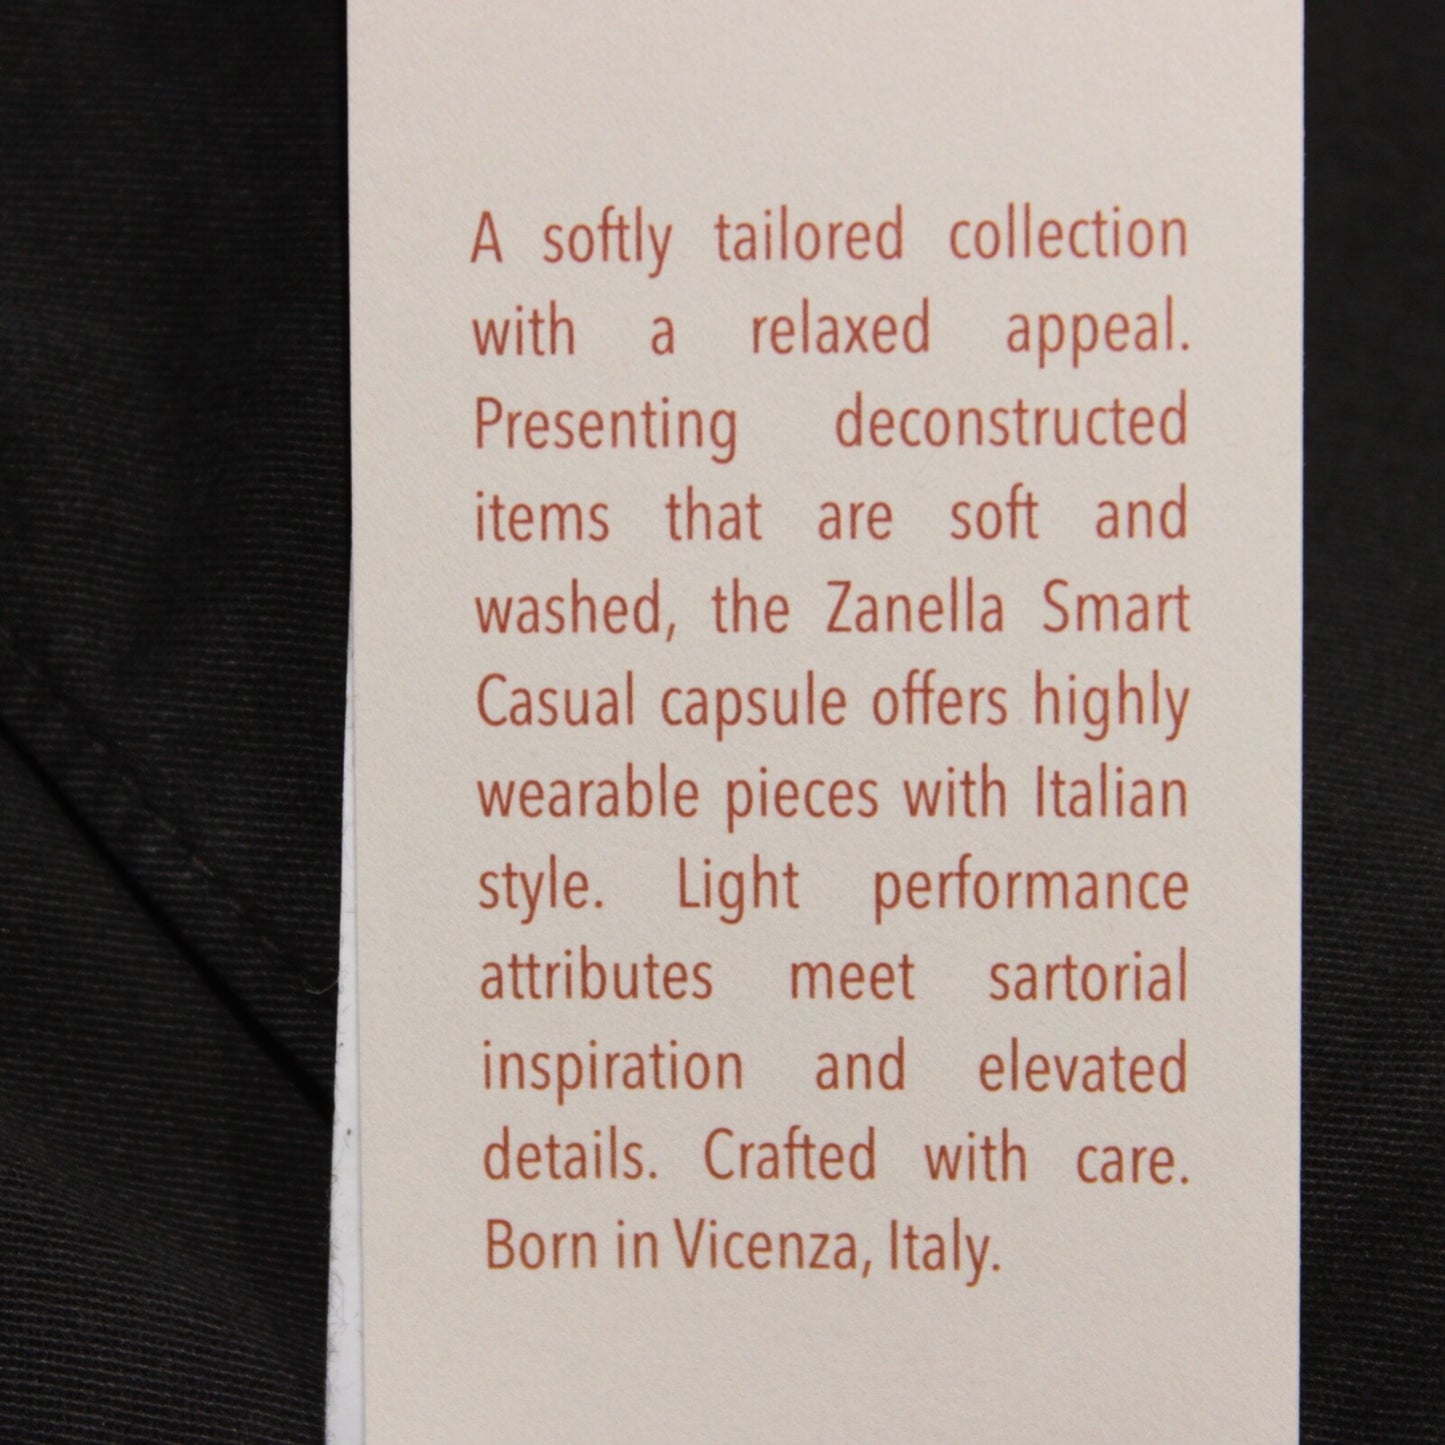 A softly tailored collection
with a relaxed appeal.
Presenting deconstructed
items that are soft and
washed, the Zanella Smart
Casual capsule offers highly
wearable pieces with Italian
style. Light performance
attributes meet sartorial
inspiration and elevated
details. Crafted with care.
Born in Vicenza, Italy.